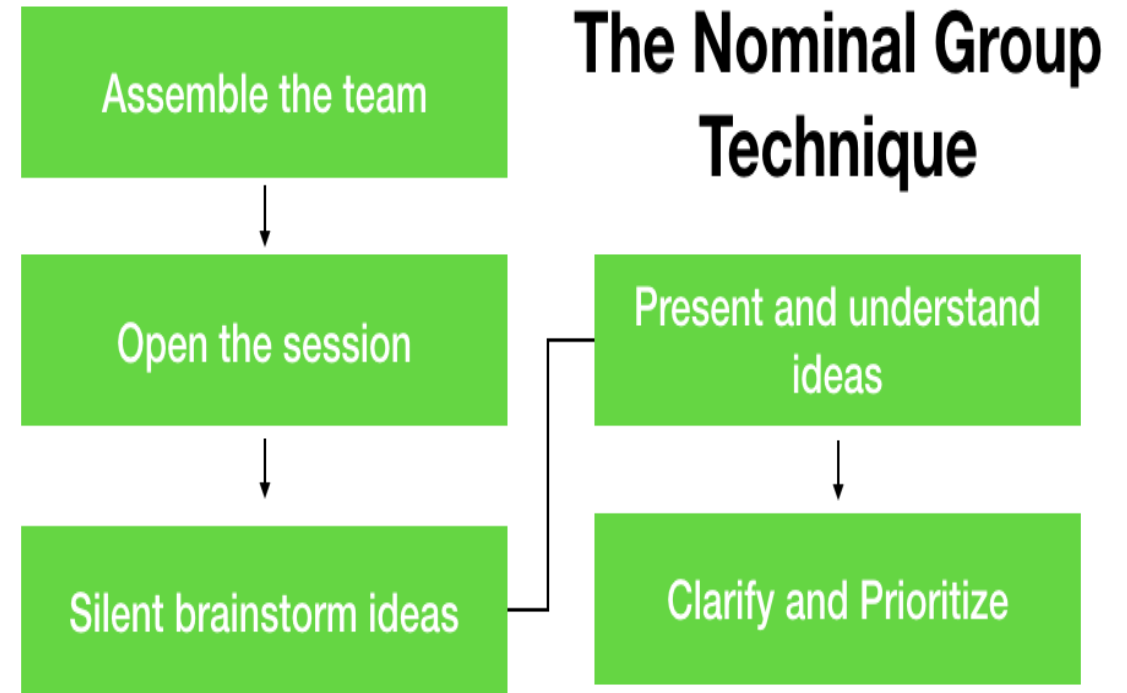 The Nominal Group
Technique
Assemble the team
Open the session
Silent brainstorm ideas
Present and understand
ideas
Clarify and Prioritize